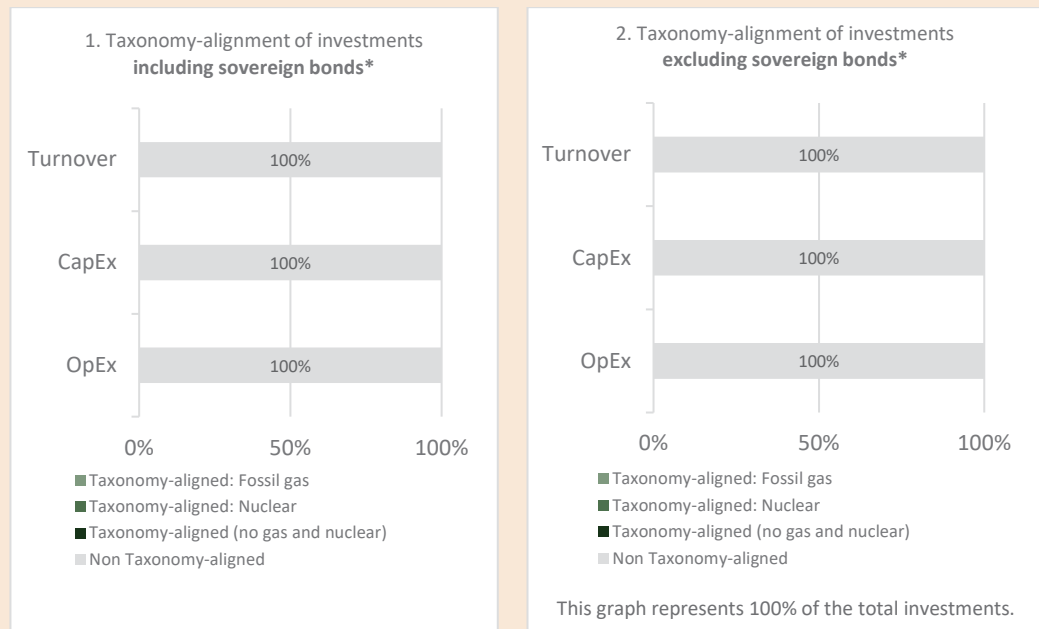 1. Taxonomy-alignment of investments
including sovereign bonds*
Turnover
100%
CapEx
100%
OpEx
100%
0%
50%
100%
Taxonomy-aligned: Fossil gas
Taxonomy-aligned: Nuclear
Taxonomy-aligned (no gas and nuclear)
Non Taxonomy-aligned
2. Taxonomy-alignment of investments
excluding sovereign bonds*
Turnover
100%
CapEx
100%
OpEx
100%
0%
50%
100%
Taxonomy-aligned: Fossil gas
Taxonomy-aligned: Nuclear
Taxonomy-aligned (no gas and nuclear)
Non Taxonomy-aligned
This graph represents 100% of the total investments.